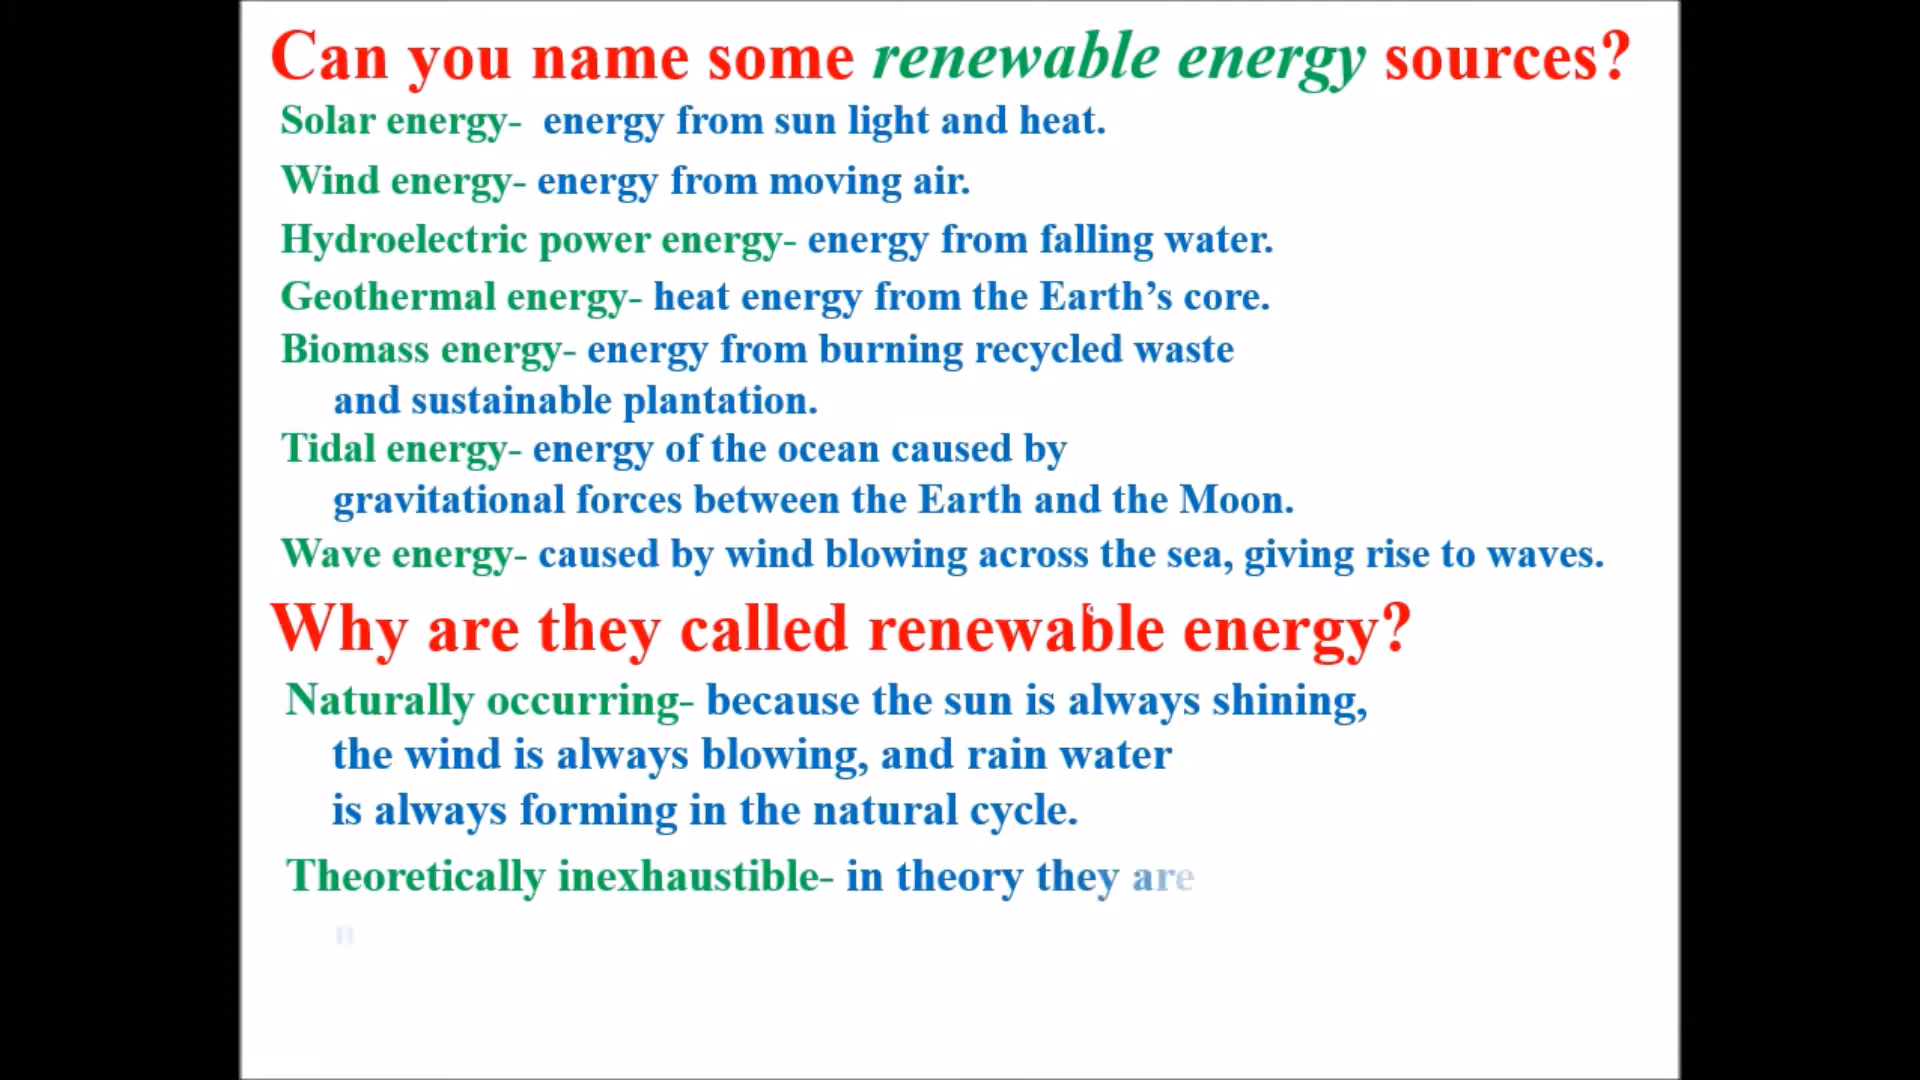 Can you name some renewable energy sources?
Solar energy- energy from sun light and heat.
Wind energy- energy from moving air.
Hydroelectric power energy- energy from falling water.
Geothermal energy- heat energy from the Earth’s core.
Biomass energy- energy from burning recycled waste
and sustainable plantation.
Tidal energy- energy of the ocean caused by
gravitational forces between the Earth and the Moon.
Wave energy- caused by wind blowing across the sea, giving rise to waves.
Why are they called renewable energy?
Naturally occurring- because the sun is always shining,
the wind is always blowing, and rain water
is always forming in the natural cycle.
Theoretically inexhaustible- in theory they are